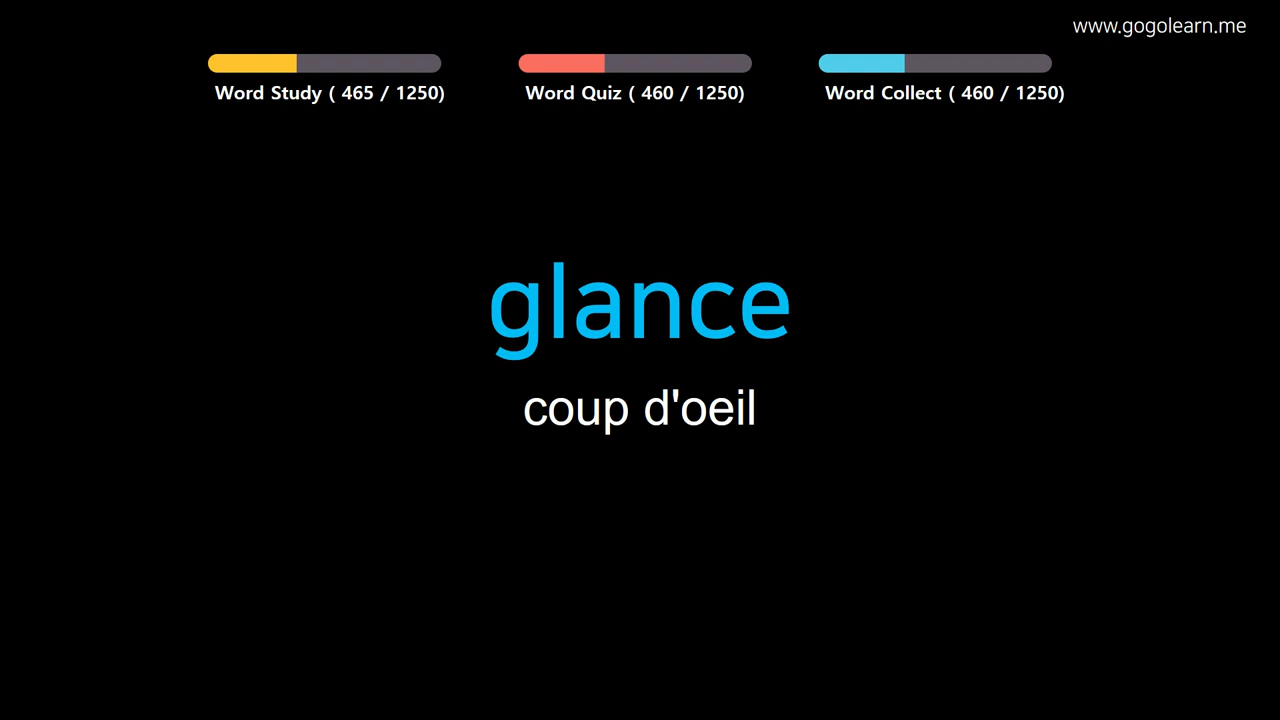 www.gogolearn.me
Word Study ( 465 / 1250)
Word Quiz ( 460 / 1250)
Word Collect ( 460 / 1250)
glance
coup d'oeil